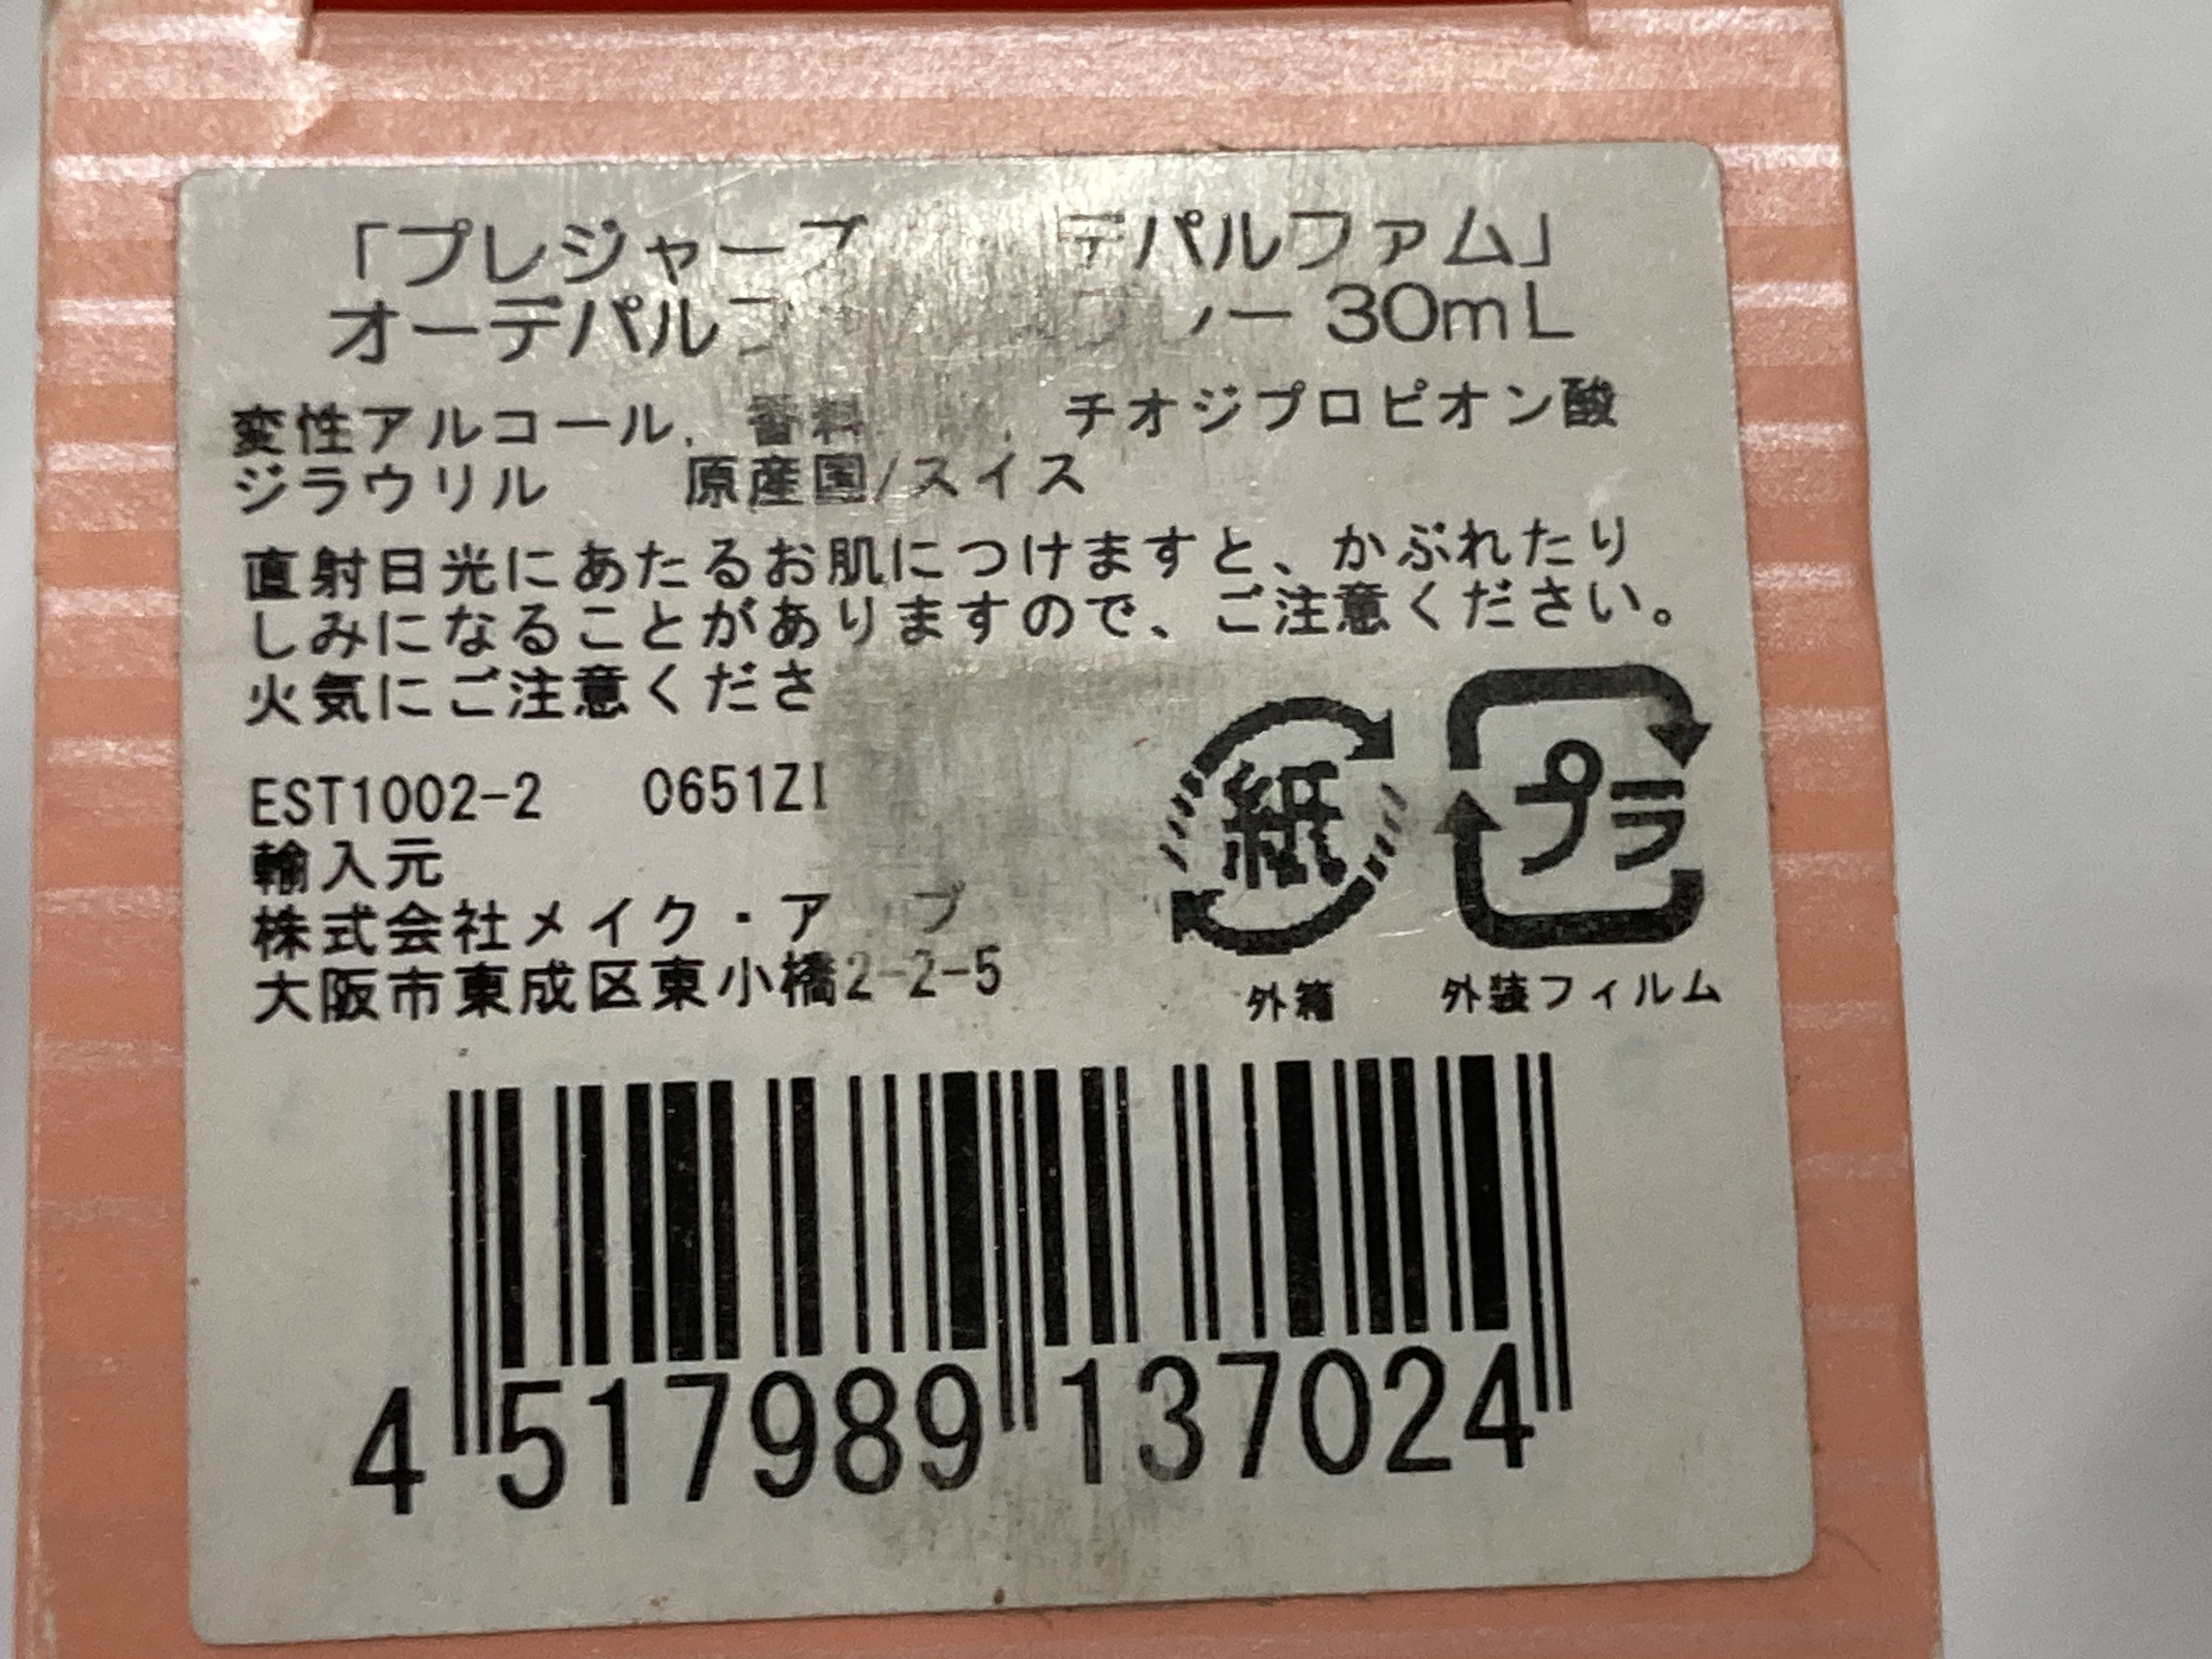 「プレジャー デパルファム」
オーデパル 30mL
変性アルコール、香料 、チオジプロピオン酸
ジラウリル 原産国/スイス
直射日光にあたるお肌につけますと、かぶれたり
しみになることがありますので、ご注意ください。
火気にご注意くださ
EST1002-2 0651ZI
輸入元
株式会社メイク・ア プ
大阪市東成区東小橋2-2-5
紙
プラ
外箱
外装フィルム
4 517989 137024